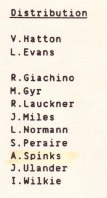 Distribution
V.Hatton
L.Evans
R.Giachino
M.Gyr
R.Lauckner
J.Miles
L.Normann
S.Peraire
A.Spinks
J.Ulander
I.Wilkie